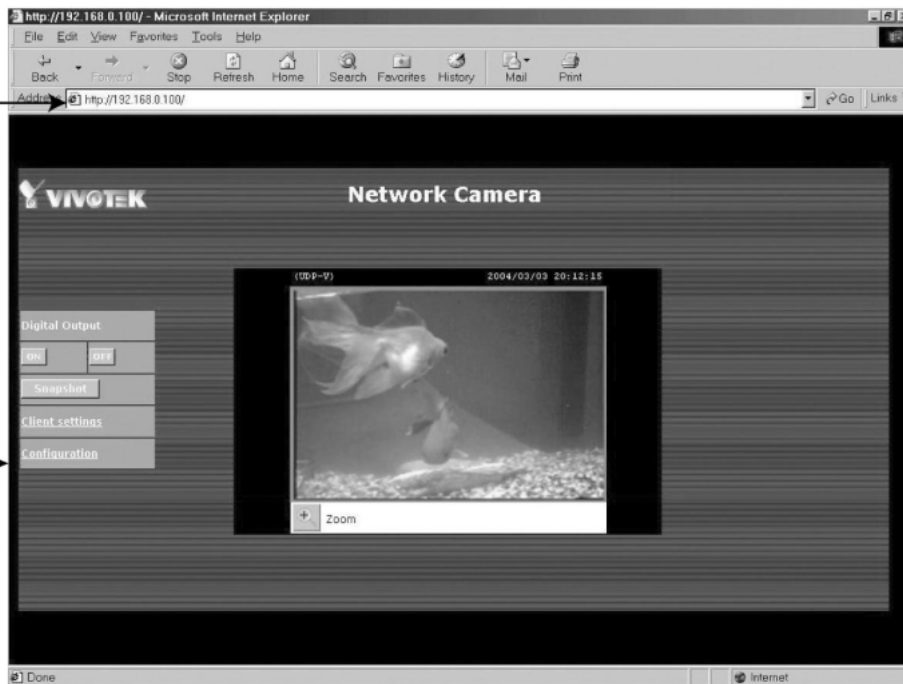 http://192.168.0.100/ - Microsoft Internet Explorer
File Edit View Favorites Tools Help
Back Forward Stop Refresh Home Search Favorites History Mail Print
Address http://192.168.0.100/ Go Links
VIVOTEK
Network Camera
(UDP-V) 2004/03/03 20:12:15
Digital Output
ON OFF
Snapshot
Client settings
Configuration
Zoom
Done Internet